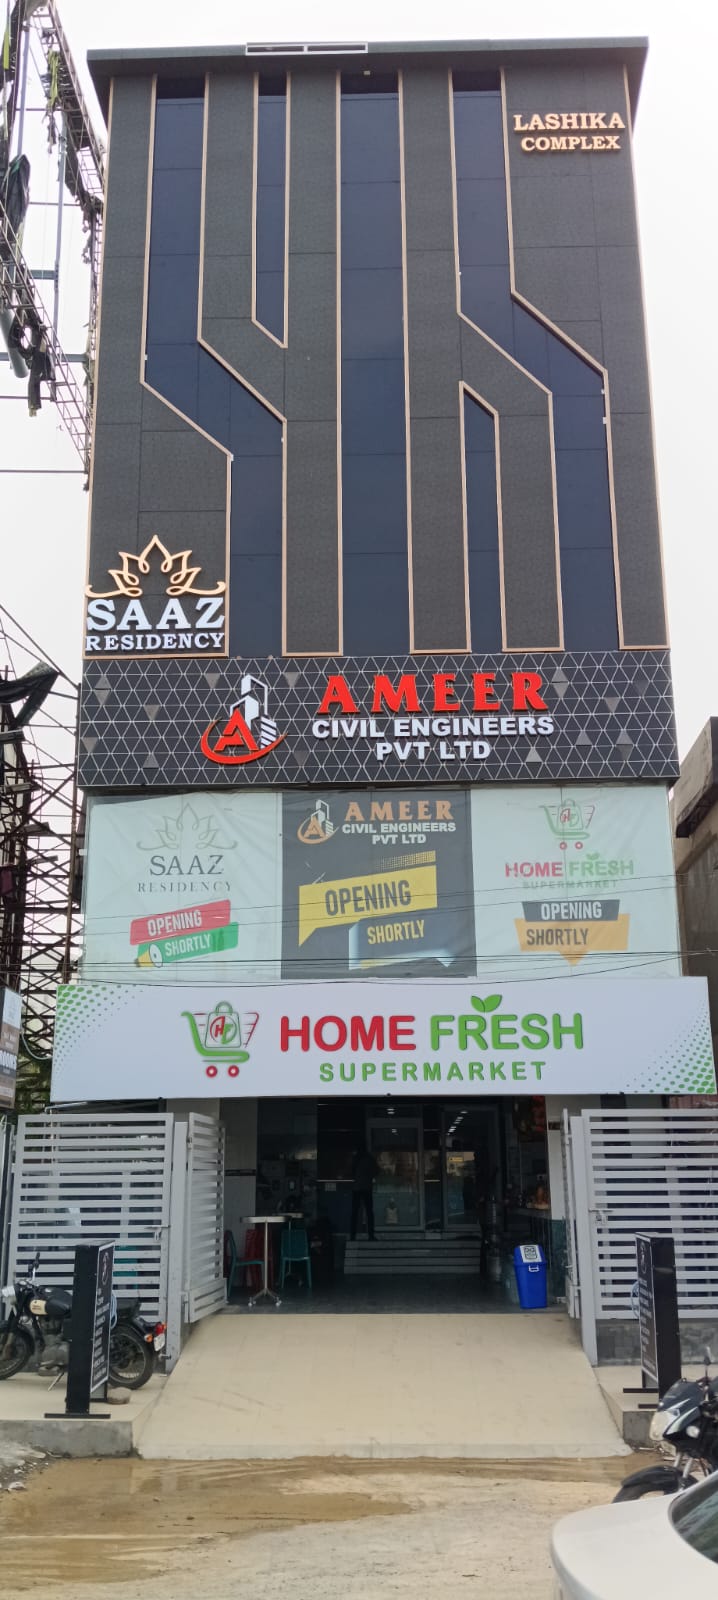 LASHIKA
COMPLEX
SAAZ
RESIDENCY
AMEER
CIVIL ENGINEERS
PVT LTD
SAAZ
RESIDENCY
OPENING
SHORTLY
AMEER
CIVIL ENGINEERS
PVT LTD
OPENING
SHORTLY
HOME FRESH
SUPERMARKET
OPENING
SHORTLY
HOME FRESH
SUPERMARKET